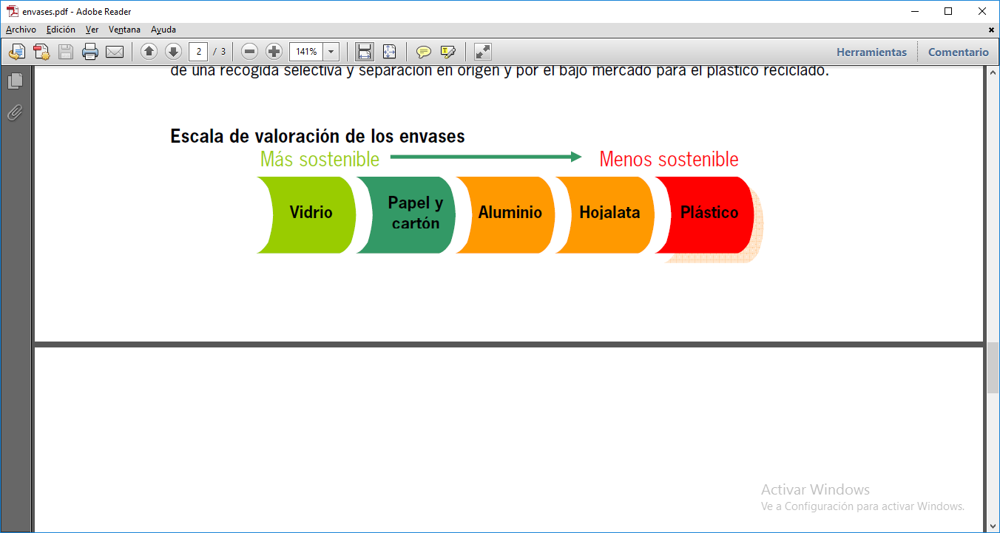 envases.pdf - Adobe Reader
Archivo Edición Ver Ventana Ayuda
2 / 3 141% Herramientas Comentario
de una recogida selectiva y separación en origen y por el bajo mercado para el plástico reciclado.
Escala de valoración de los envases
Más sostenible Menos sostenible
Vidrio Papel y cartón Aluminio Hojalata Plástico
Activar Windows
Ve a Configuración para activar Windows.